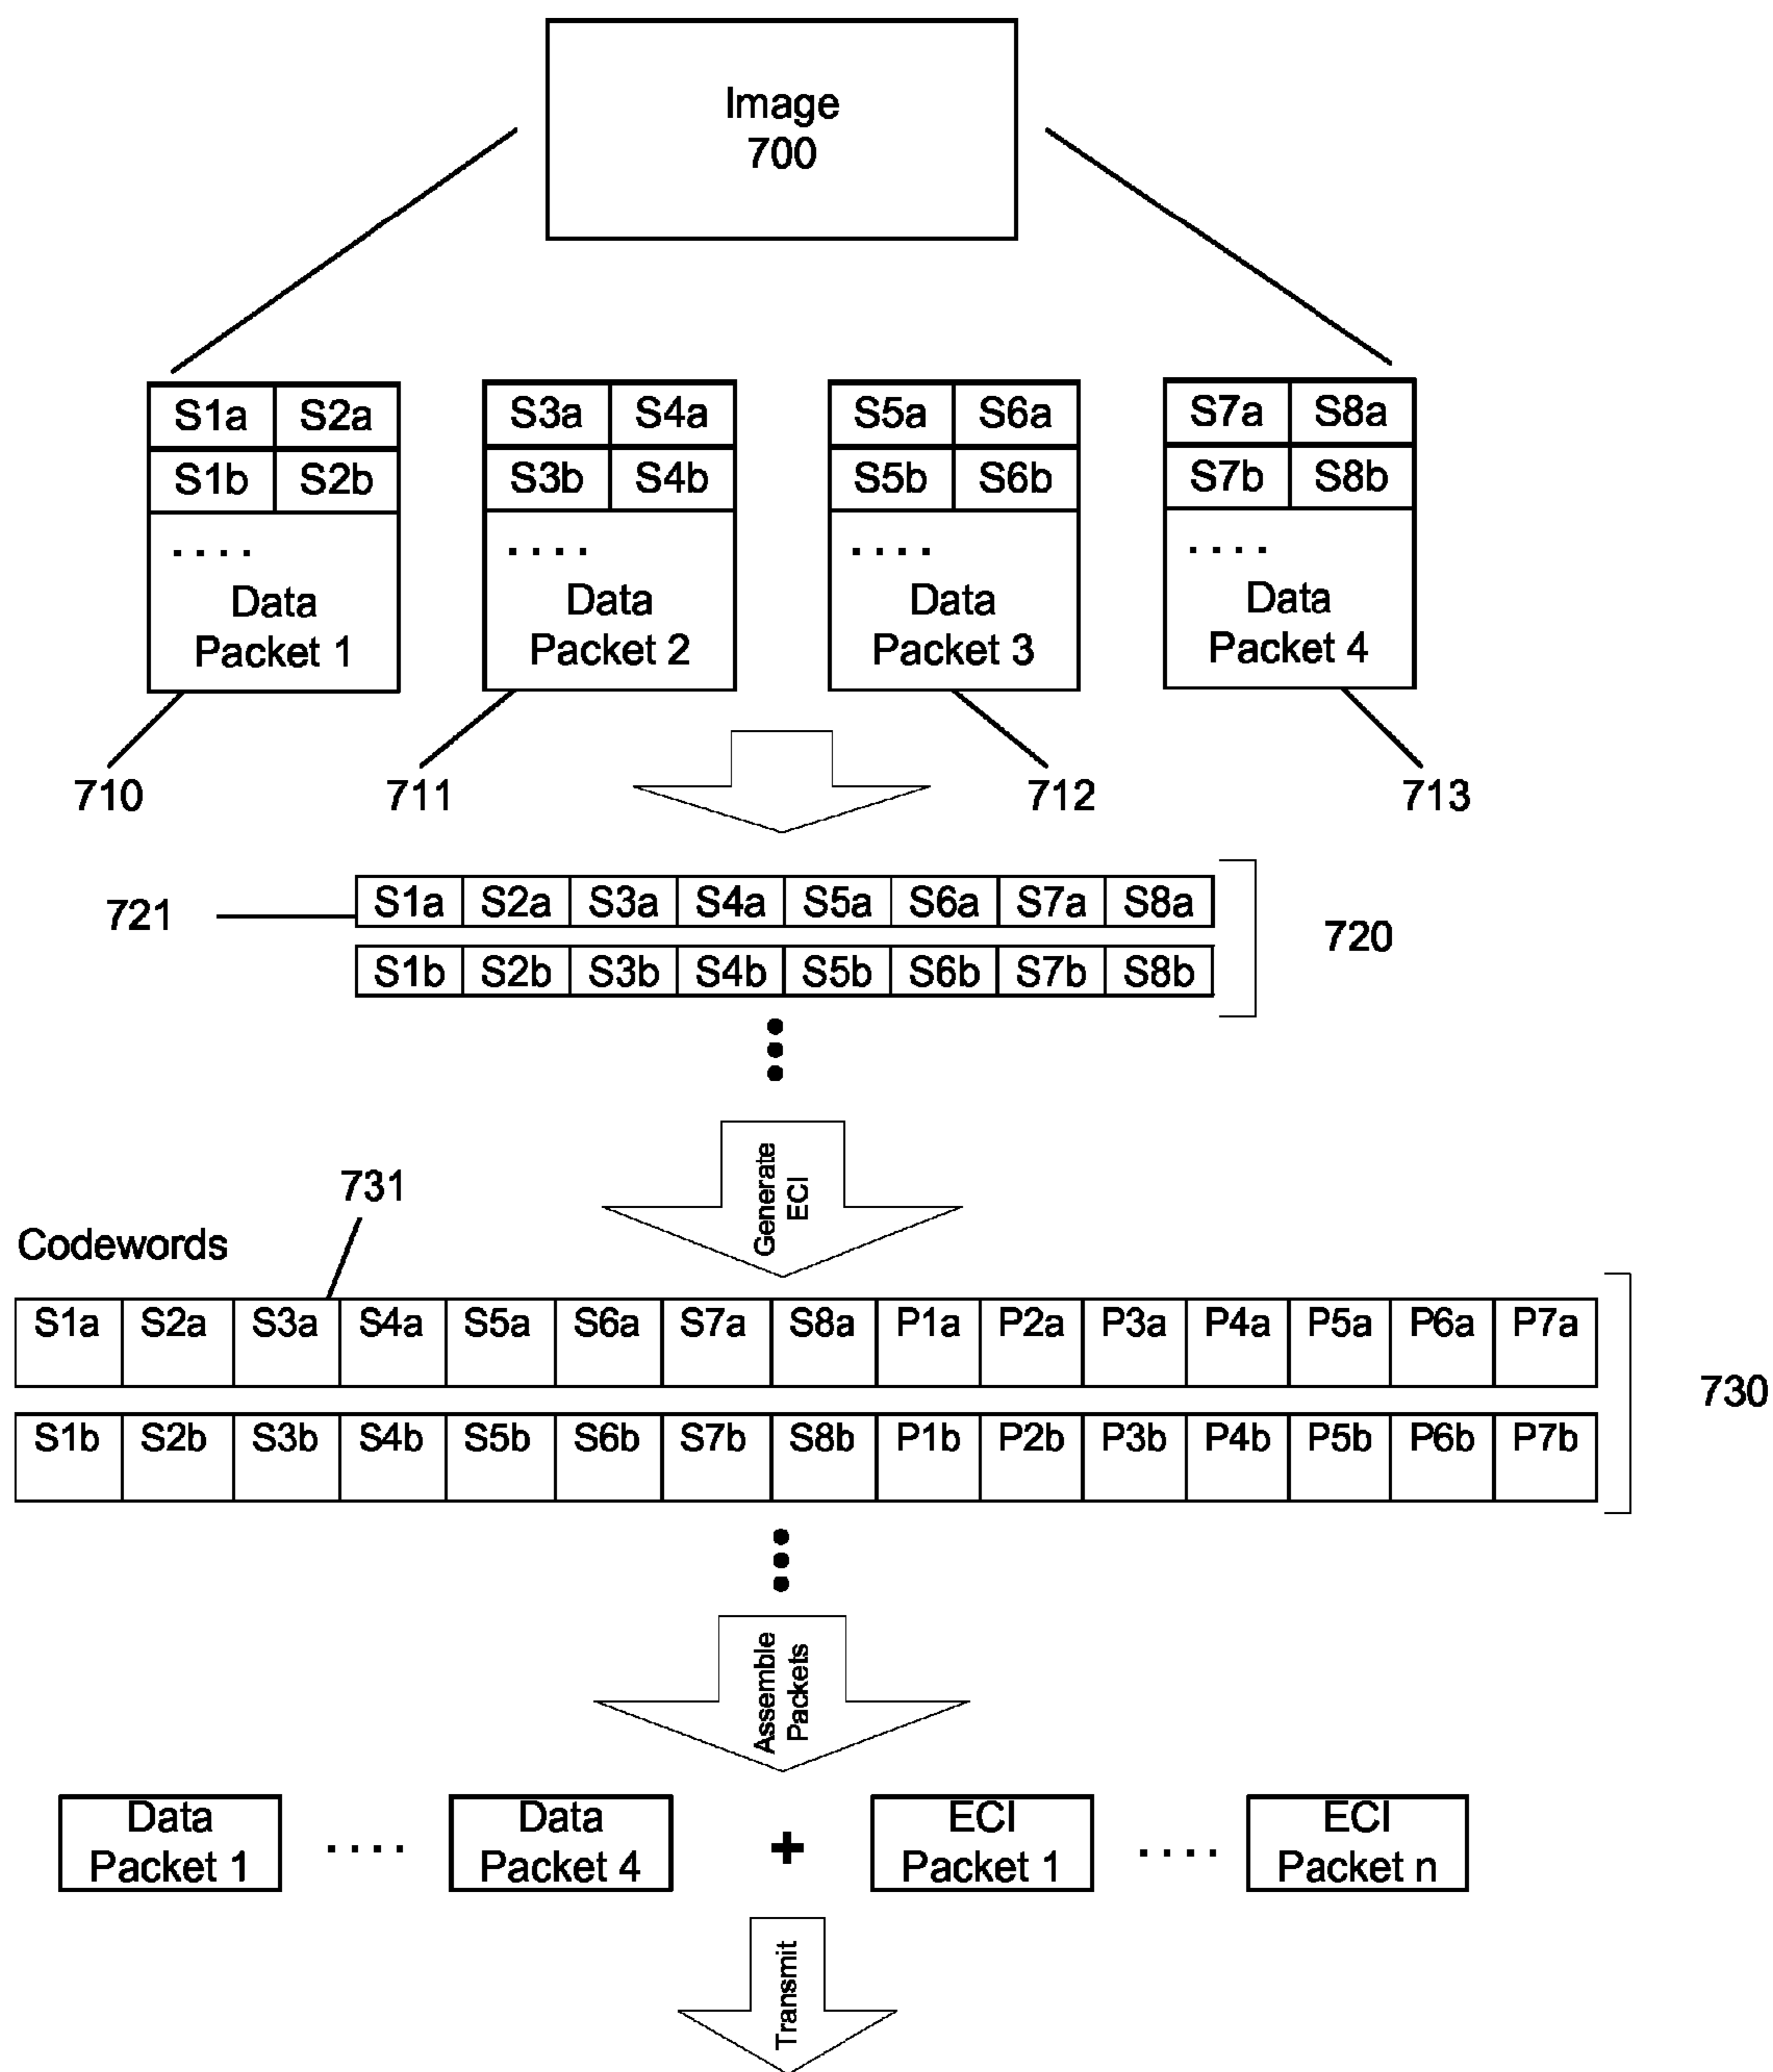 Image
700
S1a S2a S3a S4a S5a S6a S7a S8a
S1b S2b S3b S4b S5b S6b S7b S8b
. . . . . . . . . . . . . . . .
Data Data Data Data
Packet 1 Packet 2 Packet 3 Packet 4
710 711 712 713
721 S1a S2a S3a S4a S5a S6a S7a S8a
720
S1b S2b S3b S4b S5b S6b S7b S8b
Generate
ECI
731
Codewords
S1a S2a S3a S4a S5a S6a S7a S8a P1a P2a P3a P4a P5a P6a P7a
730
S1b S2b S3b S4b S5b S6b S7b S8b P1b P2b P3b P4b P5b P6b P7b
Assemble
Packets
Data Data ECI ECI
Packet 1 . . . . Packet 4 + Packet 1 . . . . Packet n
Transmit